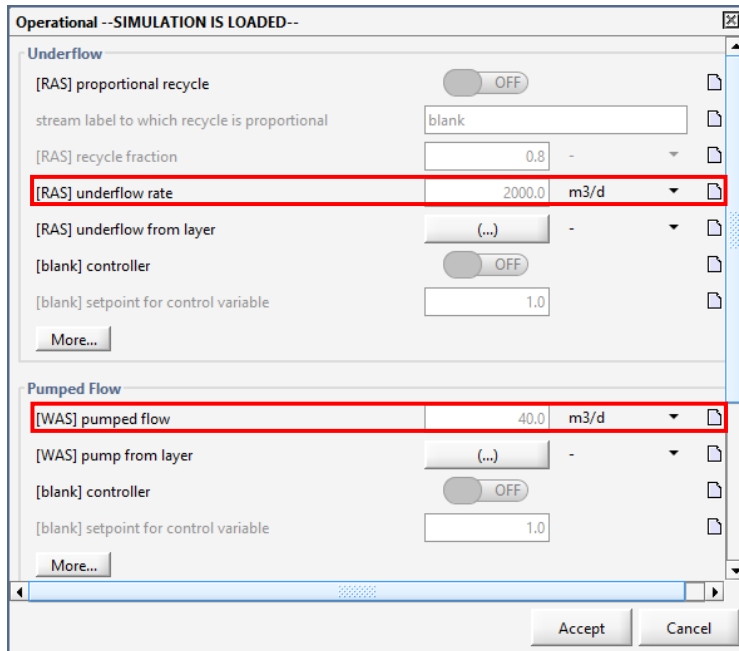 Operational --SIMULATION IS LOADED--
Underflow
[RAS] proportional recycle OFF
stream label to which recycle is proportional blank
[RAS] recycle fraction 0.8 -
[RAS] underflow rate 2000.0 m3/d
[RAS] underflow from layer (...) -
[blank] controller OFF
[blank] setpoint for control variable 1.0
More...
Pumped Flow
[WAS] pumped flow 40.0 m3/d
[WAS] pump from layer (...) -
[blank] controller OFF
[blank] setpoint for control variable 1.0
More...
Accept Cancel